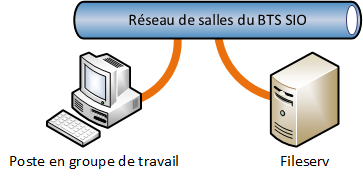 Réseau de salles du BTS SIO
Poste en groupe de travail
Fileserv